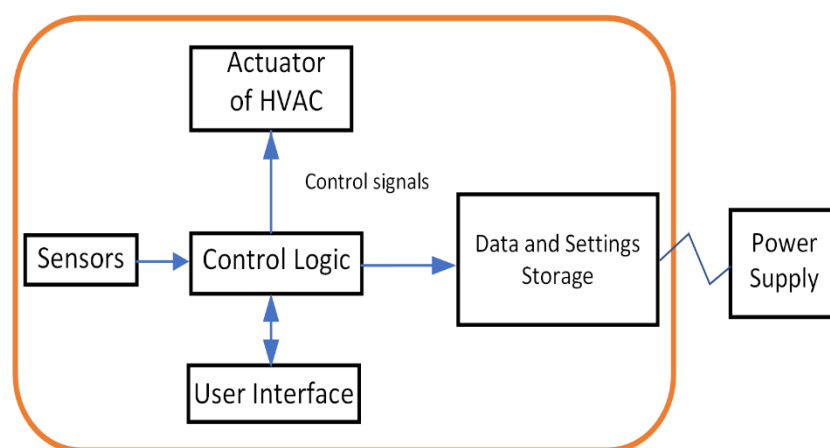 Actuator
of HVAC
Control signals
Sensors
Control Logic
Data and Settings
Storage
Power
Supply
User Interface